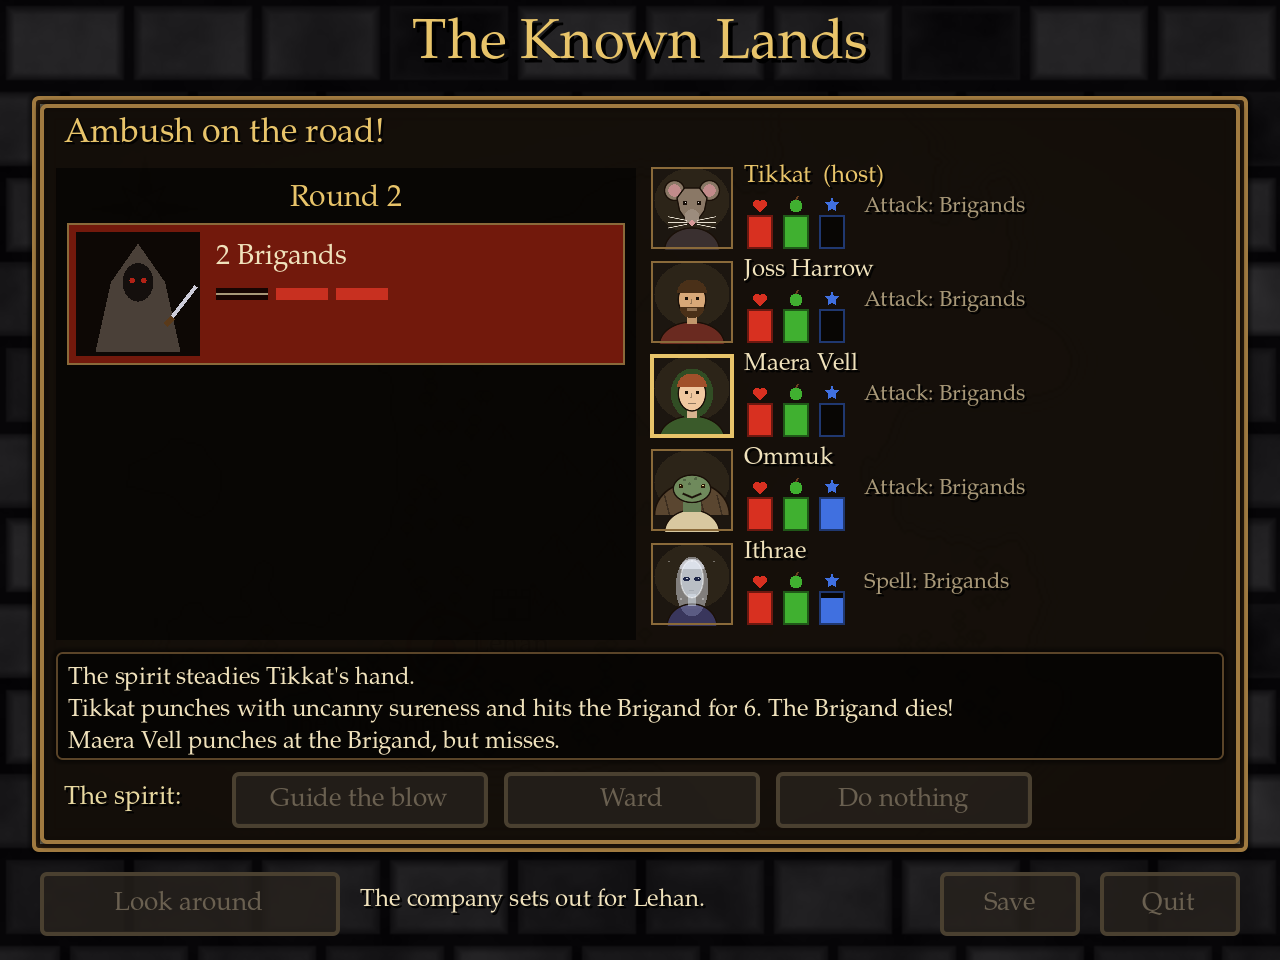 The Known Lands
Ambush on the road!
Round 2
2 Brigands
Tikkat (host)
Attack: Brigands
Joss Harrow
Attack: Brigands
Maera Vell
Attack: Brigands
Ommuk
Attack: Brigands
Ithrae
Spell: Brigands
The spirit steadies Tikkat's hand.
Tikkat punches with uncanny sureness and hits the Brigand for 6. The Brigand dies!
Maera Vell punches at the Brigand, but misses.
The spirit:
Guide the blow
Ward
Do nothing
Look around
The company sets out for Lehan.
Save
Quit